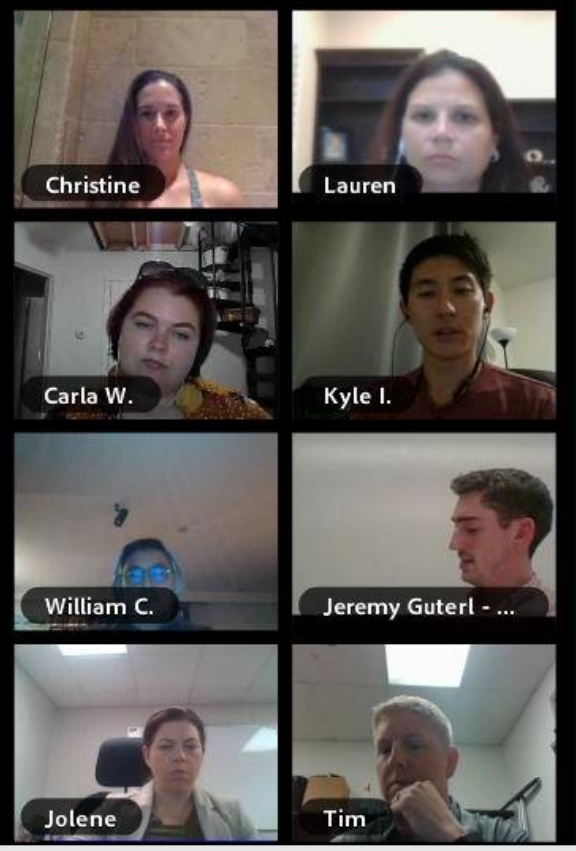 Christine
Lauren
Carla W.
Kyle I.
William C.
Jeremy Guterl - ...
Jolene
Tim